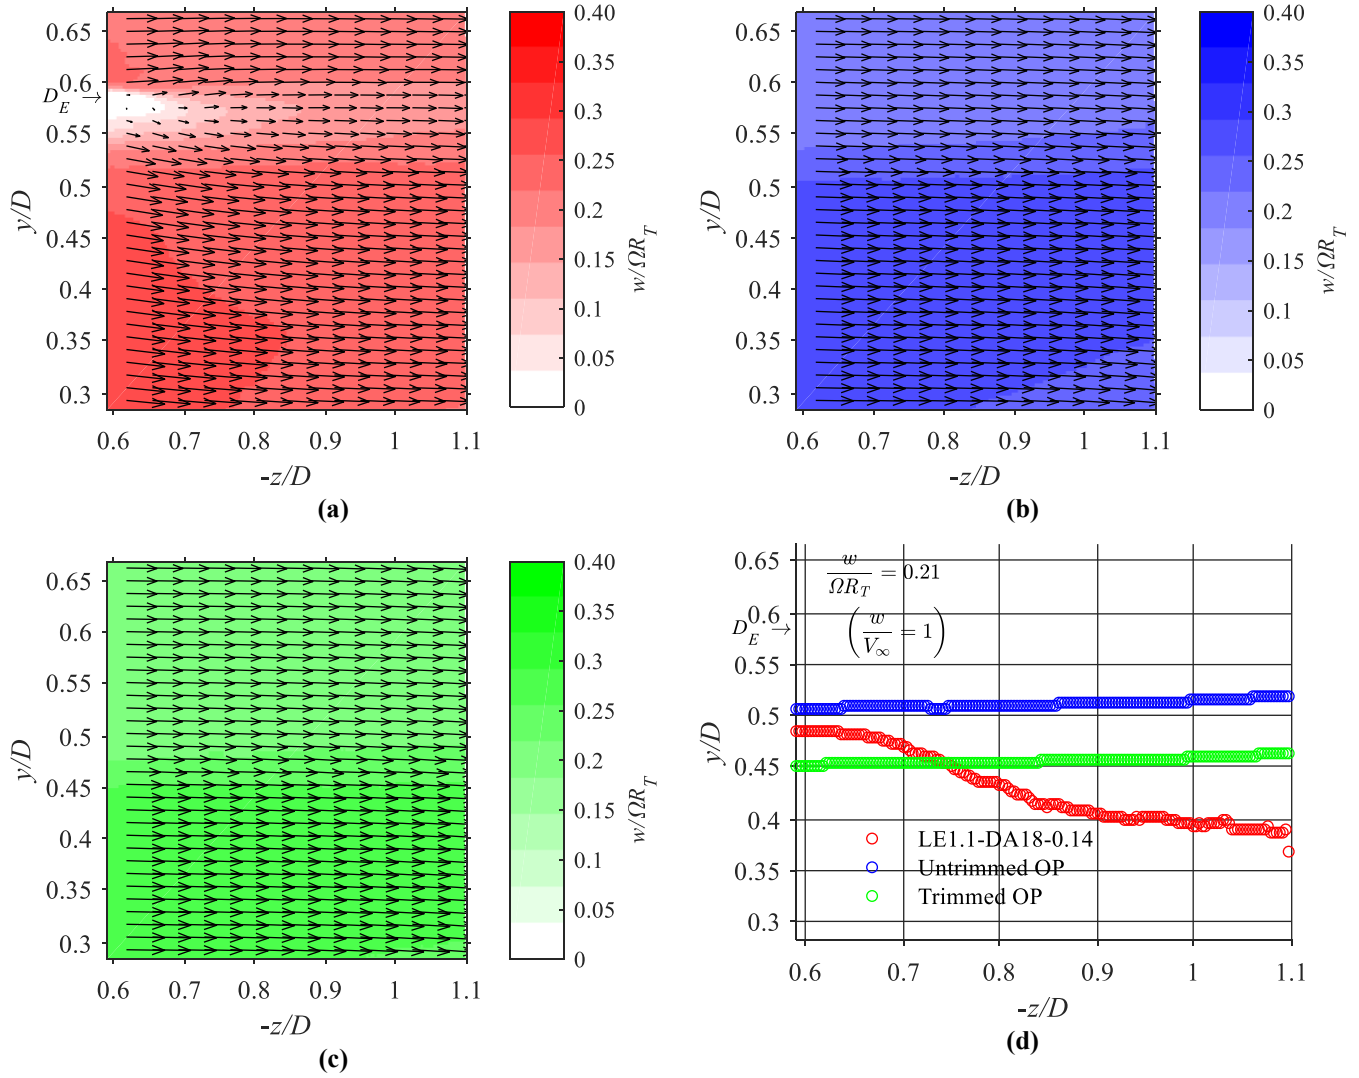 0.65
0.6
D_E →
0.55
0.5
0.45
0.4
0.35
0.3
y/D
0.6 0.7 0.8 0.9 1 1.1
-z/D
0.40
0.35
0.3
0.25
0.2
0.15
0.1
0.05
0
w/ΩR_T
(a)
0.65
0.6
0.55
0.5
0.45
0.4
0.35
0.3
y/D
0.6 0.7 0.8 0.9 1 1.1
-z/D
0.40
0.35
0.3
0.25
0.2
0.15
0.1
0.05
0
w/ΩR_T
(b)
0.65
0.6
0.55
0.5
0.45
0.4
0.35
0.3
y/D
0.6 0.7 0.8 0.9 1 1.1
-z/D
0.40
0.35
0.3
0.25
0.2
0.15
0.1
0.05
0
w/ΩR_T
(c)
0.65
0.6
D_E →
0.55
0.5
0.45
0.4
0.35
0.3
y/D
w/ΩR_T = 0.21
(w/V_∞ = 1)
LE1.1-DA18-0.14
Untrimmed OP
Trimmed OP
0.6 0.7 0.8 0.9 1 1.1
-z/D
(d)